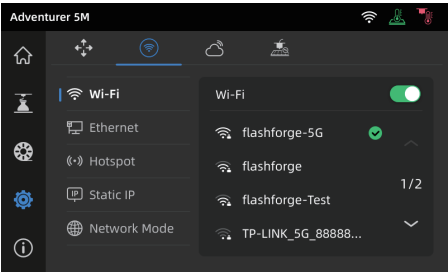 Adventurer 5M
Wi-Fi
Ethernet
Hotspot
IP
Static IP
Network Mode
Wi-Fi
flashforge-5G
flashforge
flashforge-Test
TP-LINK_5G_88888...
1/2